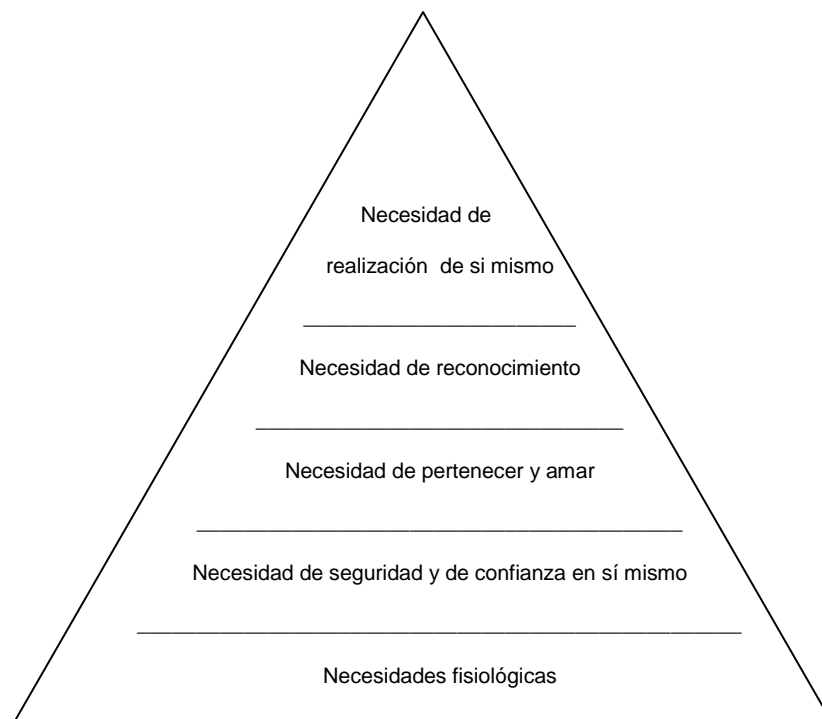 Necesidad de
realización de si mismo
Necesidad de reconocimiento
Necesidad de pertenecer y amar
Necesidad de seguridad y de confianza en sí mismo
Necesidades fisiológicas